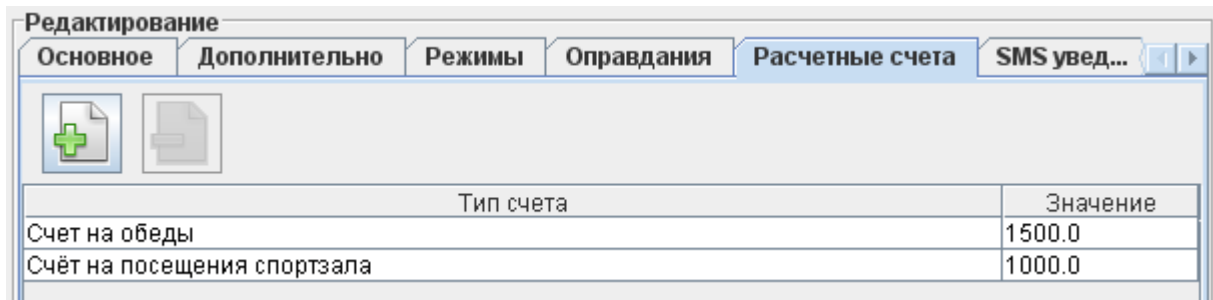 Редактирование
Основное Дополнительно Режимы Оправдания Расчетные счета SMS увед...
Тип счета Значение
Счет на обеды 1500.0
Счёт на посещения спортзала 1000.0